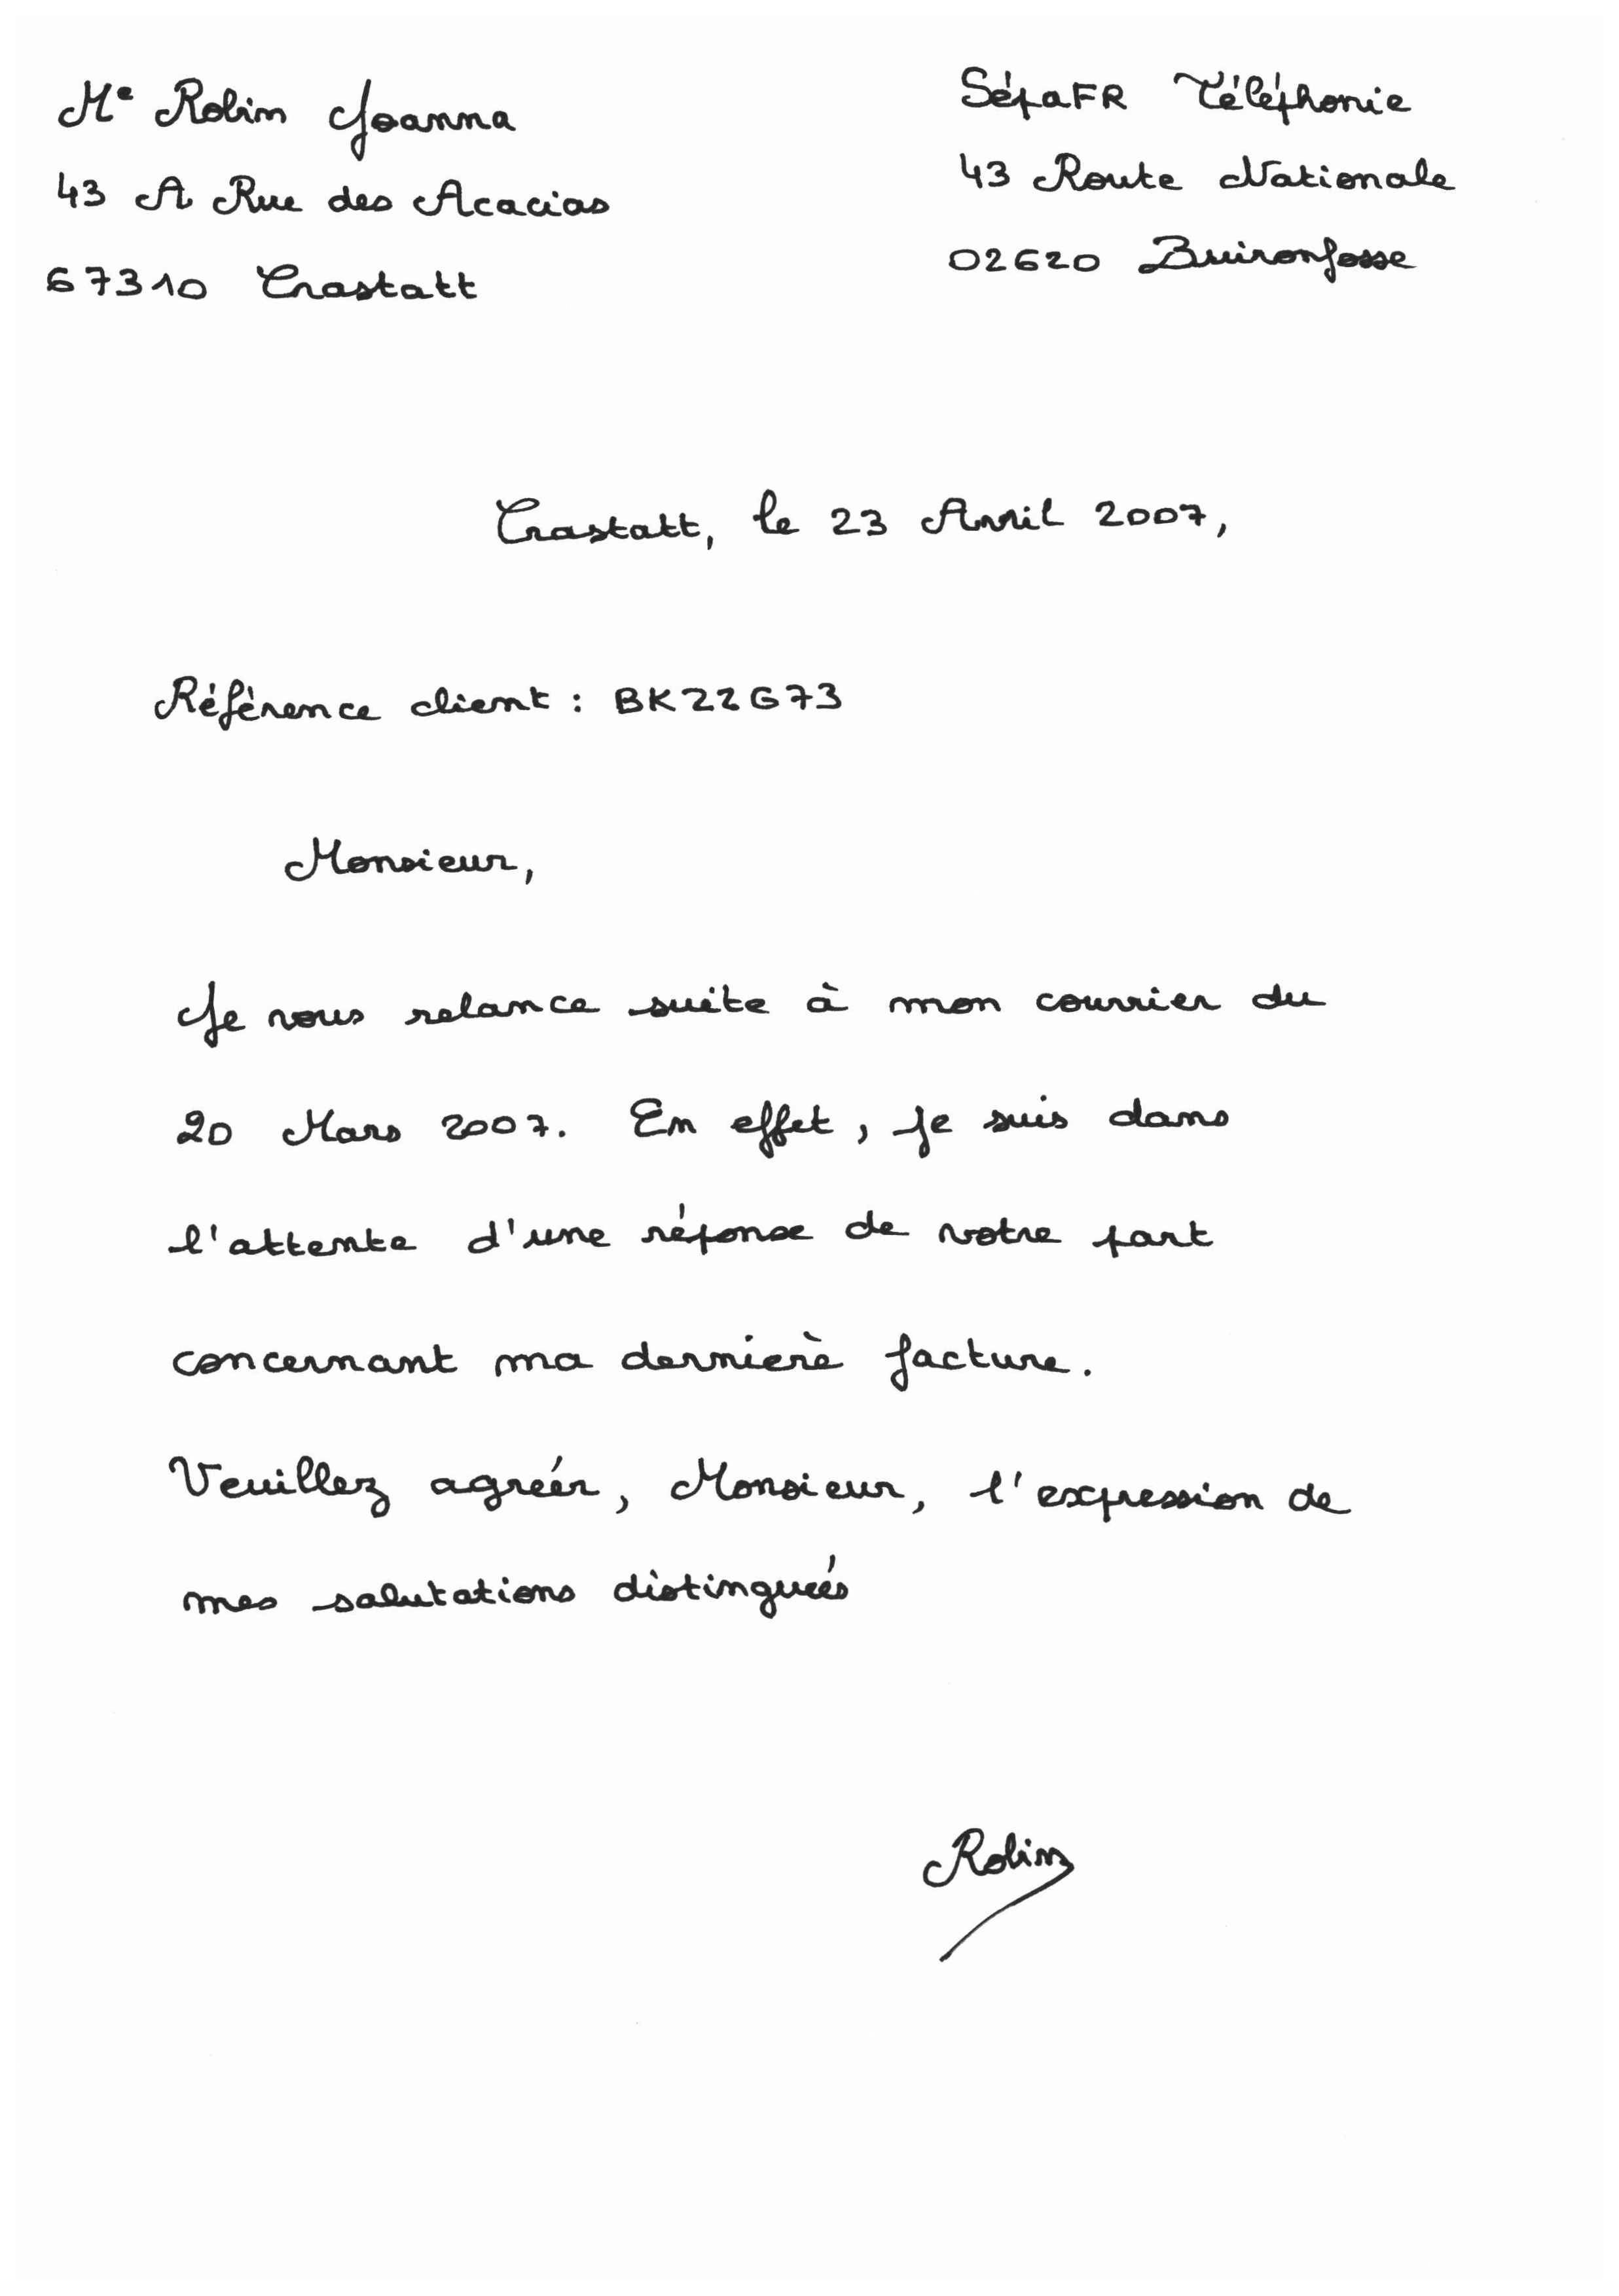 Me Robin Joanna
43 A Rue des Acacias
67310 Crastatt
SépaFR Téléphonie
43 Route Nationale
02620 Buironfosse
Crastatt, le 23 Avril 2007,
Référence client : BK22G73
Monsieur,
Je vous relance suite à mon courrier du
20 Mars 2007. En effet, je suis dans
l'attente d'une réponse de votre part
concernant ma dernière facture.
Veuillez agréer, Monsieur, l'expression de
mes salutations distinguées
Robin